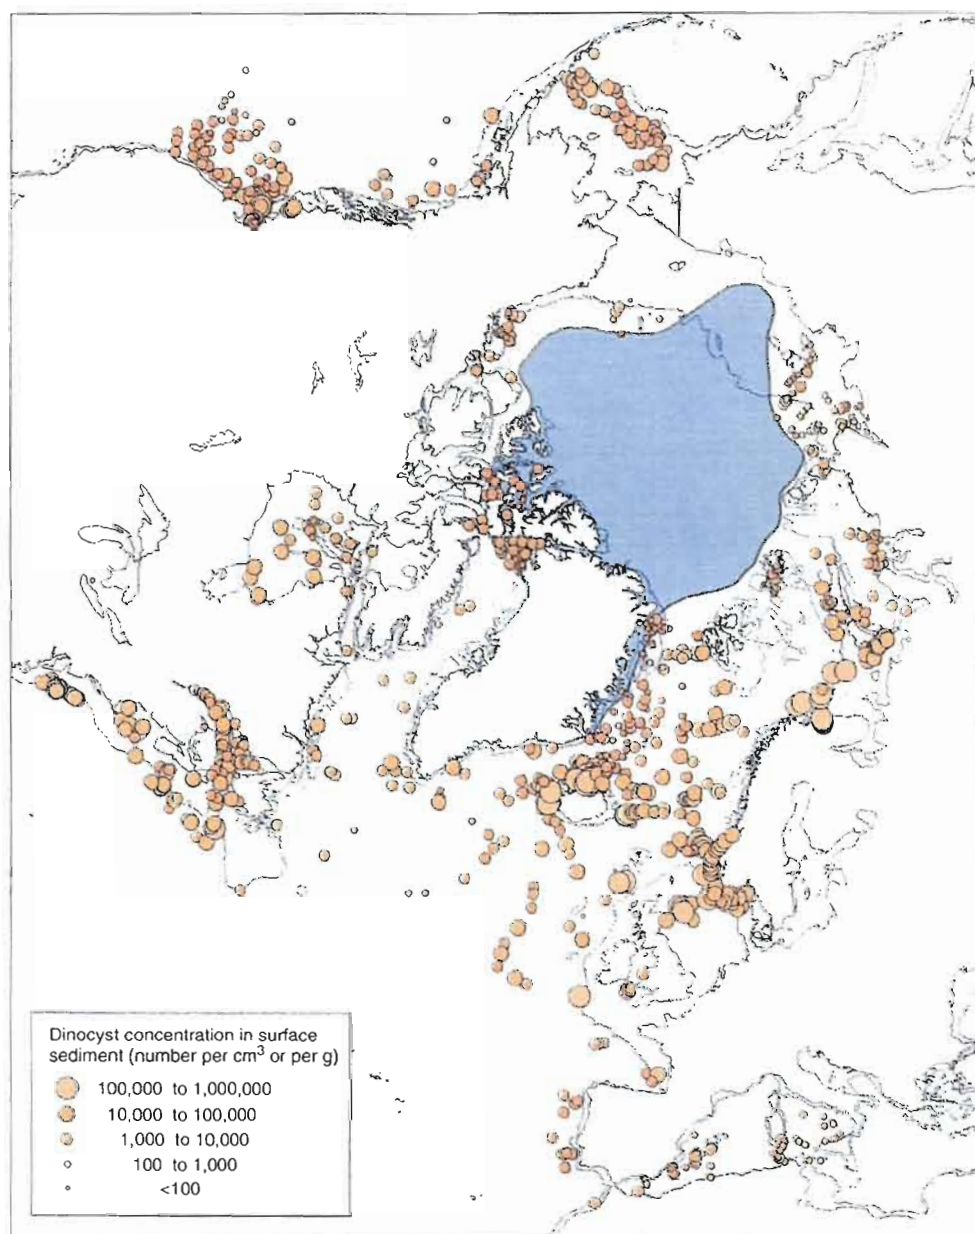 Dinocyst concentration in surface
sediment (number per cm³ or per g)
100,000 to 1,000,000
10,000 to 100,000
1,000 to 10,000
100 to 1,000
<100